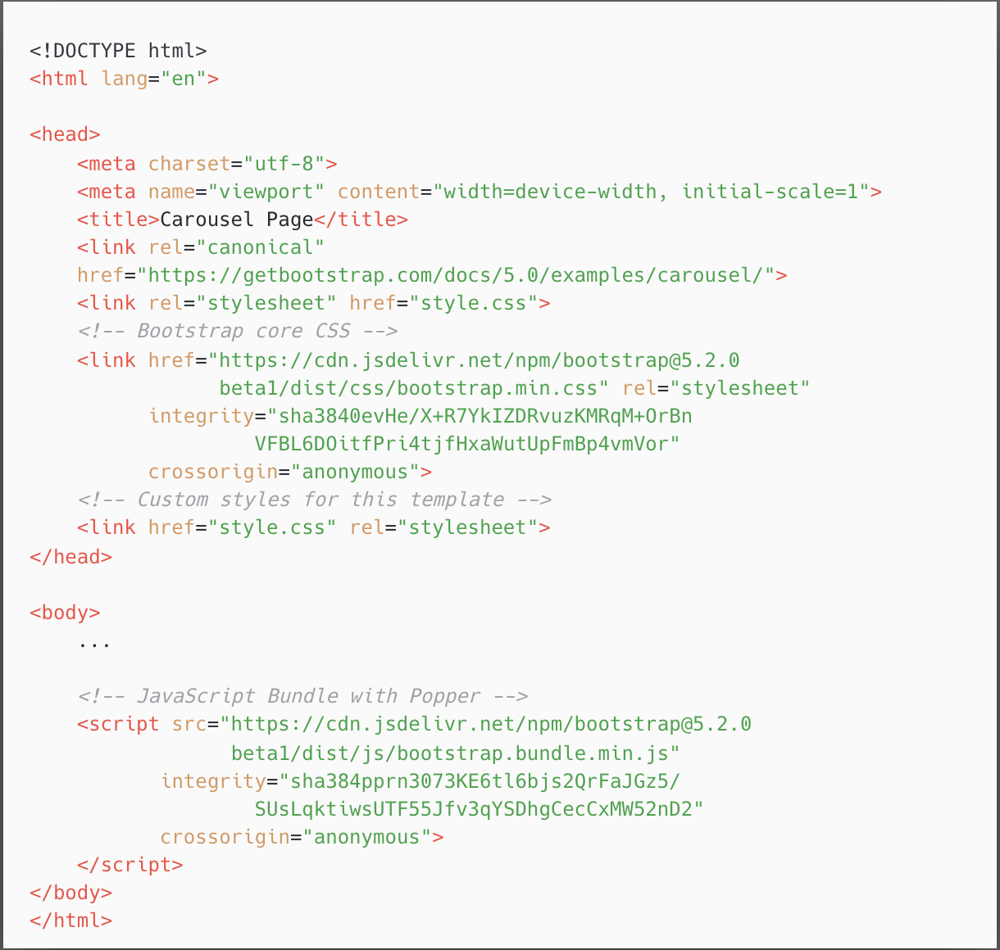 <!DOCTYPE html>
<html lang="en">
<head>
<meta charset="utf-8">
<meta name="viewport" content="width=device-width, initial-scale=1">
<title>Carousel Page</title>
<link rel="canonical"
href="https://getbootstrap.com/docs/5.0/examples/carousel/">
<link rel="stylesheet" href="style.css">
<!-- Bootstrap core CSS -->
<link href="https://cdn.jsdelivr.net/npm/bootstrap@5.2.0
beta1/dist/css/bootstrap.min.css" rel="stylesheet"
integrity="sha3840evHe/X+R7YkIZDRvuzKMRqM+OrBn
VFBL6DOitfPri4tjfHxaWutUpFmBp4vmVor"
crossorigin="anonymous">
<!-- Custom styles for this template -->
<link href="style.css" rel="stylesheet">
</head>
<body>
...
<!-- JavaScript Bundle with Popper -->
<script src="https://cdn.jsdelivr.net/npm/bootstrap@5.2.0
beta1/dist/js/bootstrap.bundle.min.js"
integrity="sha384pprn3073KE6tl6bjs2QrFaJGz5/
SUsLqktiwsUTF55Jfv3qYSDhgCecCxMW52nD2"
crossorigin="anonymous">
</script>
</body>
</html>